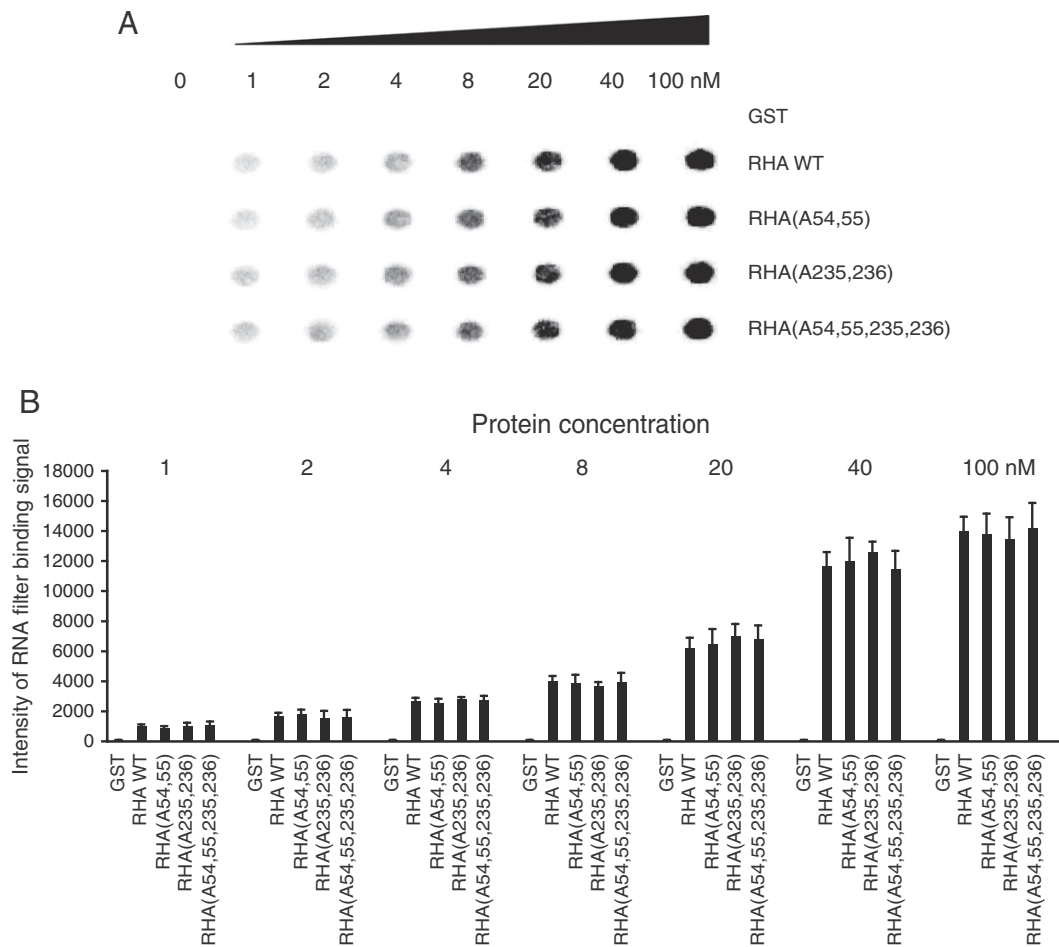 A
0 1 2 4 8 20 40 100 nM
GST
RHA WT
RHA(A54,55)
RHA(A235,236)
RHA(A54,55,235,236)
B
Protein concentration
1 2 4 8 20 40 100 nM
Intensity of RNA filter binding signal
18000
16000
14000
12000
10000
8000
6000
4000
2000
0
GST
RHA WT
RHA(A54,55)
RHA(A235,236)
RHA(A54,55,235,236)
GST
RHA WT
RHA(A54,55)
RHA(A235,236)
RHA(A54,55,235,236)
GST
RHA WT
RHA(A54,55)
RHA(A235,236)
RHA(A54,55,235,236)
GST
RHA WT
RHA(A54,55)
RHA(A235,236)
RHA(A54,55,235,236)
GST
RHA WT
RHA(A54,55)
RHA(A235,236)
RHA(A54,55,235,236)
GST
RHA WT
RHA(A54,55)
RHA(A235,236)
RHA(A54,55,235,236)
GST
RHA WT
RHA(A54,55)
RHA(A235,236)
RHA(A54,55,235,236)